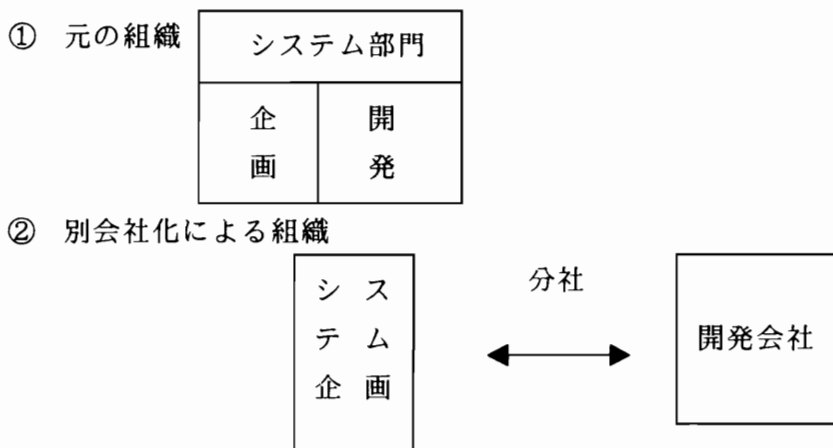 ① 元の組織
システム部門
企画
開発
② 別会社化による組織
システム企画
分社
開発会社